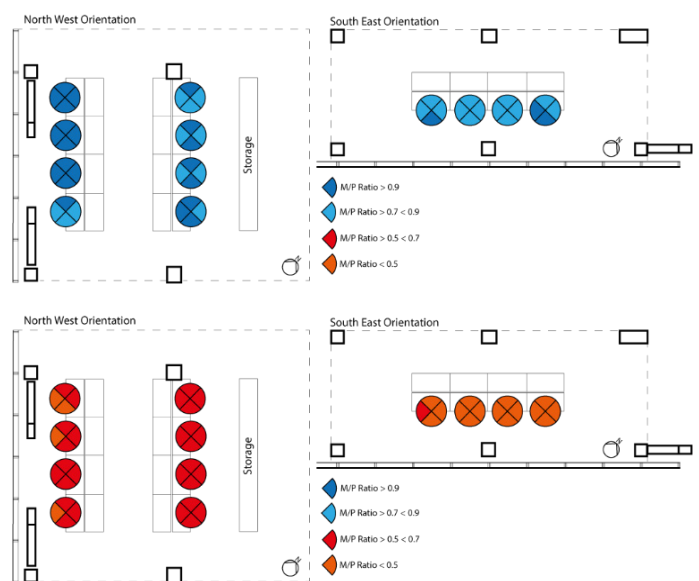 North West Orientation
South East Orientation
Storage
N
N
M/P Ratio > 0.9
M/P Ratio > 0.7 < 0.9
M/P Ratio > 0.5 < 0.7
M/P Ratio < 0.5
North West Orientation
South East Orientation
Storage
N
N
M/P Ratio > 0.9
M/P Ratio > 0.7 < 0.9
M/P Ratio > 0.5 < 0.7
M/P Ratio < 0.5